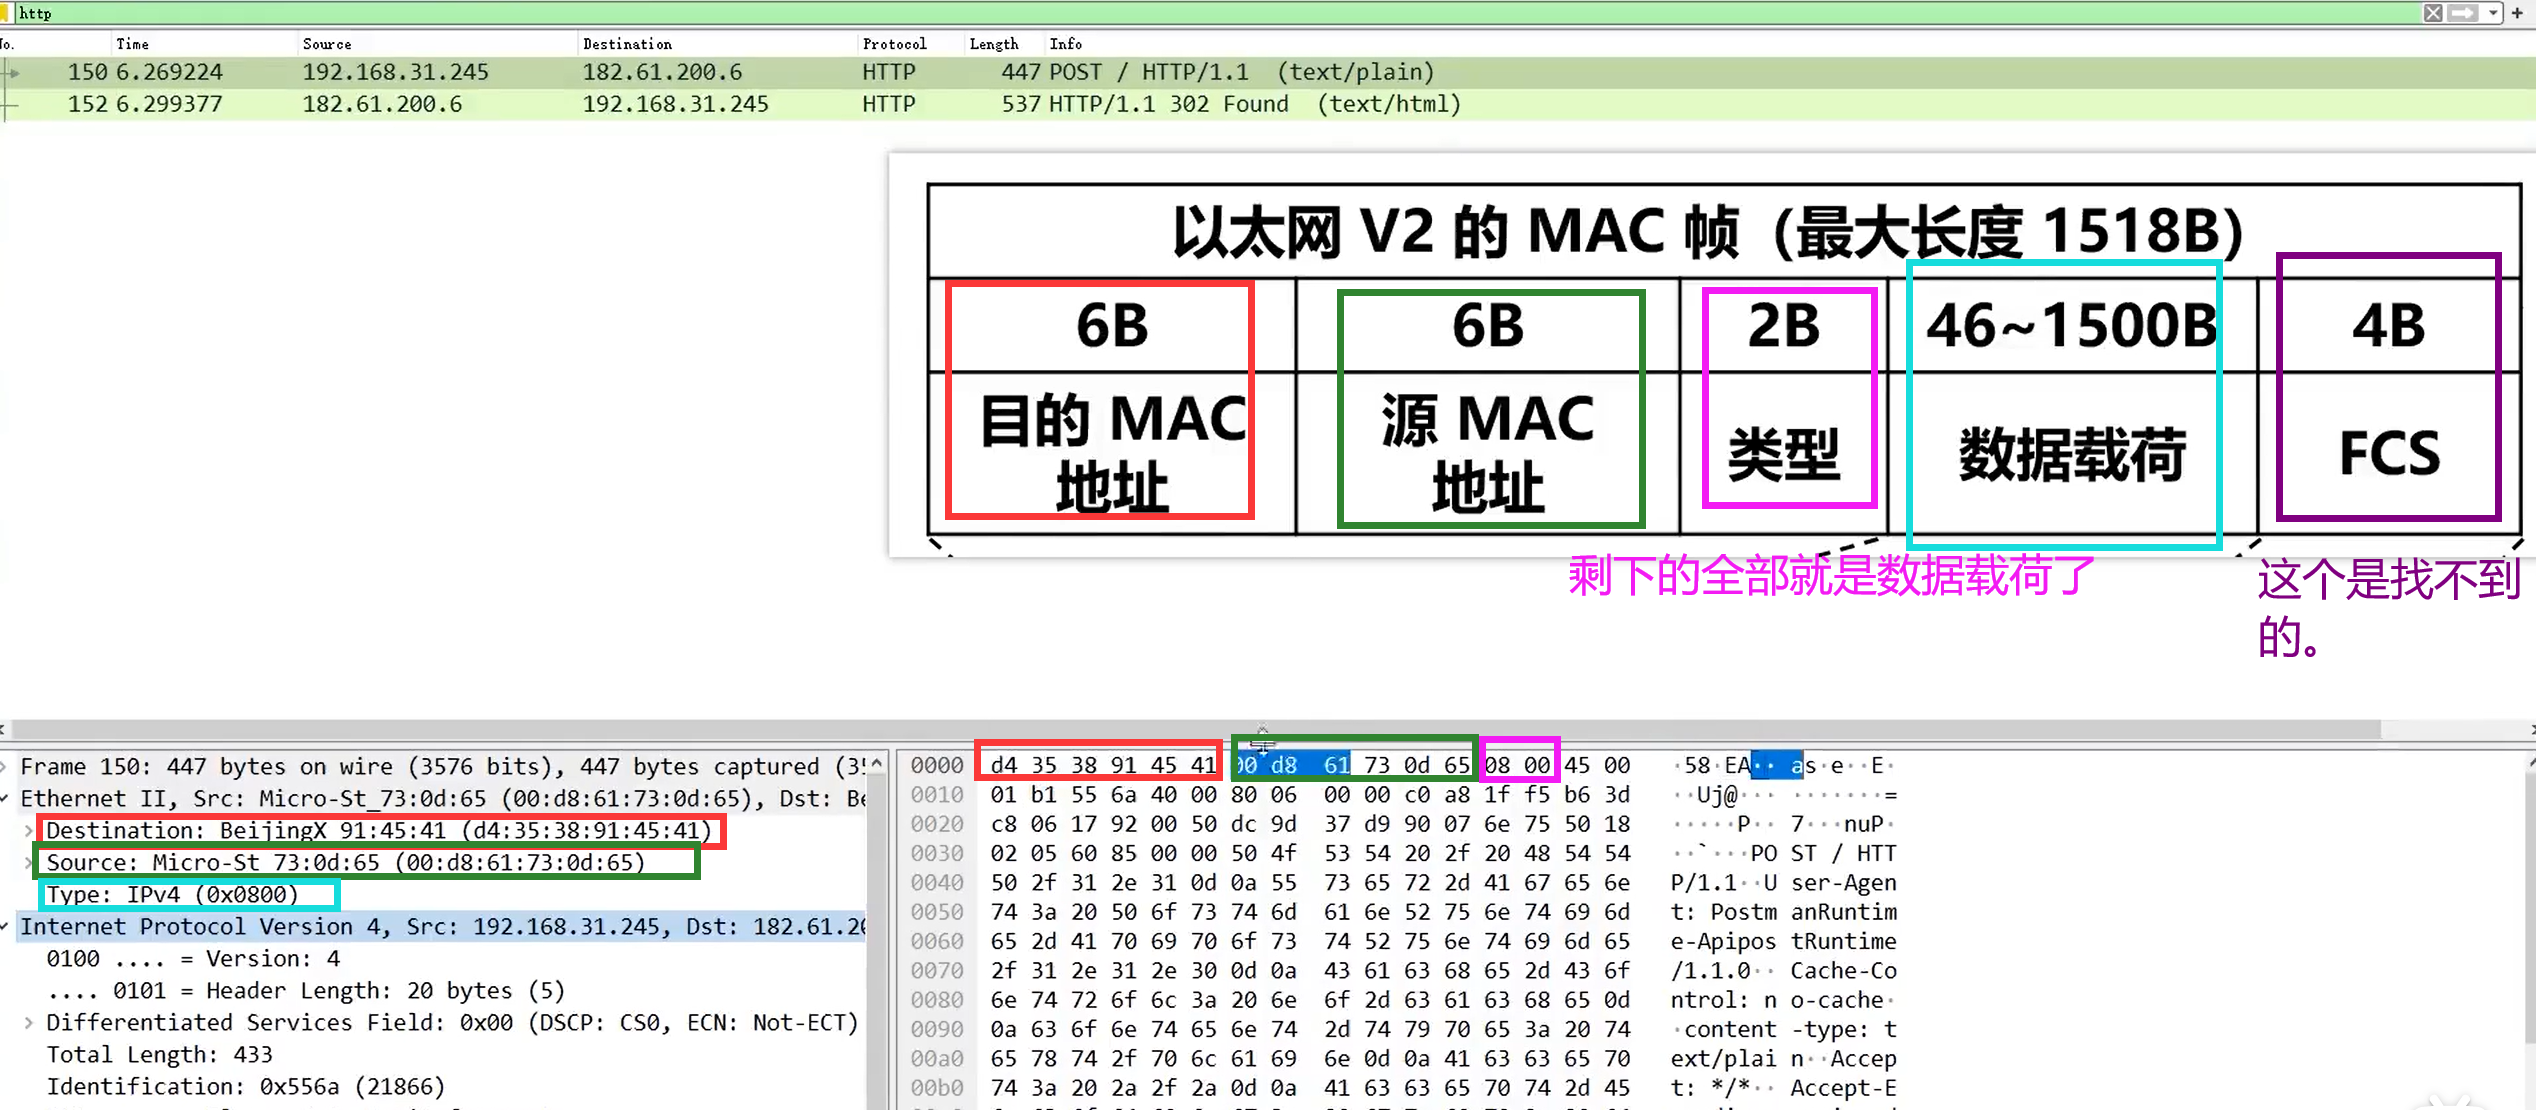 http
No. Time Source Destination Protocol Length Info
150 6.269224 192.168.31.245 182.61.200.6 HTTP 447 POST / HTTP/1.1 (text/plain)
152 6.299377 182.61.200.6 192.168.31.245 HTTP 537 HTTP/1.1 302 Found (text/html)
以太网 V2 的 MAC 帧（最大长度 1518B）
6B 6B 2B 46~1500B 4B
目的 MAC 地址 源 MAC 地址 类型 数据载荷 FCS
剩下的全部就是数据载荷了
这个是找不到
的。
Frame 150: 447 bytes on wire (3576 bits), 447 bytes captured (35
Ethernet II, Src: Micro-St_73:0d:65 (00:d8:61:73:0d:65), Dst: Be
Destination: BeijingX 91:45:41 (d4:35:38:91:45:41)
Source: Micro-St 73:0d:65 (00:d8:61:73:0d:65)
Type: IPv4 (0x0800)
Internet Protocol Version 4, Src: 192.168.31.245, Dst: 182.61.20
0100 .... = Version: 4
.... 0101 = Header Length: 20 bytes (5)
Differentiated Services Field: 0x00 (DSCP: CS0, ECN: Not-ECT)
Total Length: 433
Identification: 0x556a (21866)
0000 d4 35 38 91 45 41 00 d8 61 73 0d 65 08 00 45 00 ·58·EA·· as·e··E·
0010 01 b1 55 6a 40 00 80 06 00 00 c0 a8 1f f5 b6 3d ··Uj@··· ·······=
0020 c8 06 17 92 00 50 dc 9d 37 d9 90 07 6e 75 50 18 ·····P·· 7···nuP·
0030 02 05 60 85 00 00 50 4f 53 54 20 2f 20 48 54 54 ··`···PO ST / HTT
0040 50 2f 31 2e 31 0d 0a 55 73 65 72 2d 41 67 65 6e P/1.1··U ser-Agen
0050 74 3a 20 50 6f 73 74 6d 61 6e 52 75 6e 74 69 6d t: Postm anRuntim
0060 65 2d 41 70 69 70 6f 73 74 52 75 6e 74 69 6d 65 e-Apipos tRuntime
0070 2f 31 2e 31 2e 30 0d 0a 43 61 63 68 65 2d 43 6f /1.1.0·· Cache-Co
0080 6e 74 72 6f 6c 3a 20 6e 6f 2d 63 61 63 68 65 0d ntrol: n o-cache·
0090 0a 63 6f 6e 74 65 6e 74 2d 74 79 70 65 3a 20 74 ·content -type: t
00a0 65 78 74 2f 70 6c 61 69 6e 0d 0a 41 63 63 65 70 ext/plai n··Accep
00b0 74 3a 20 2a 2f 2a 0d 0a 41 63 63 65 70 74 2d 45 t: */*·· Accept-E